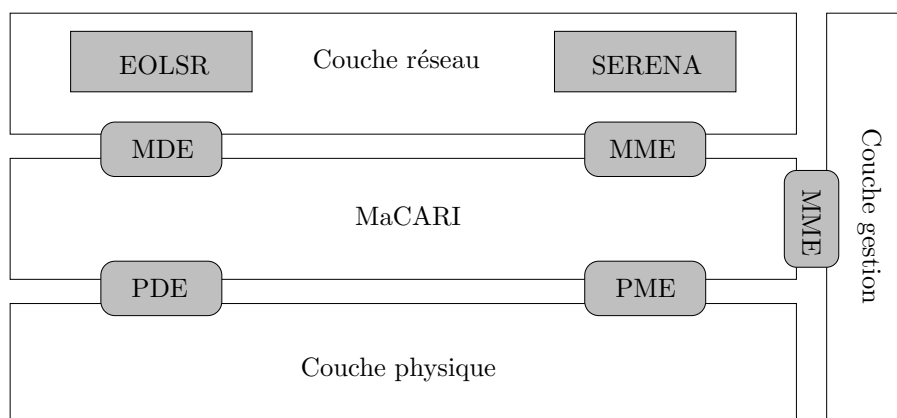 EOLSR
Couche réseau
SERENA
MDE
MME
MaCARI
MME
Couche gestion
PDE
PME
Couche physique